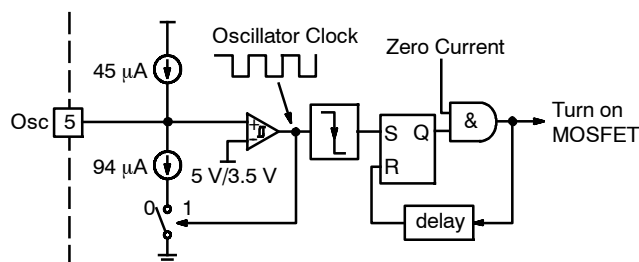 Oscillator Clock
Zero Current
45 μA
Osc 5
94 μA
5 V/3.5 V
0 1
S Q
R
&
Turn on
MOSFET
delay